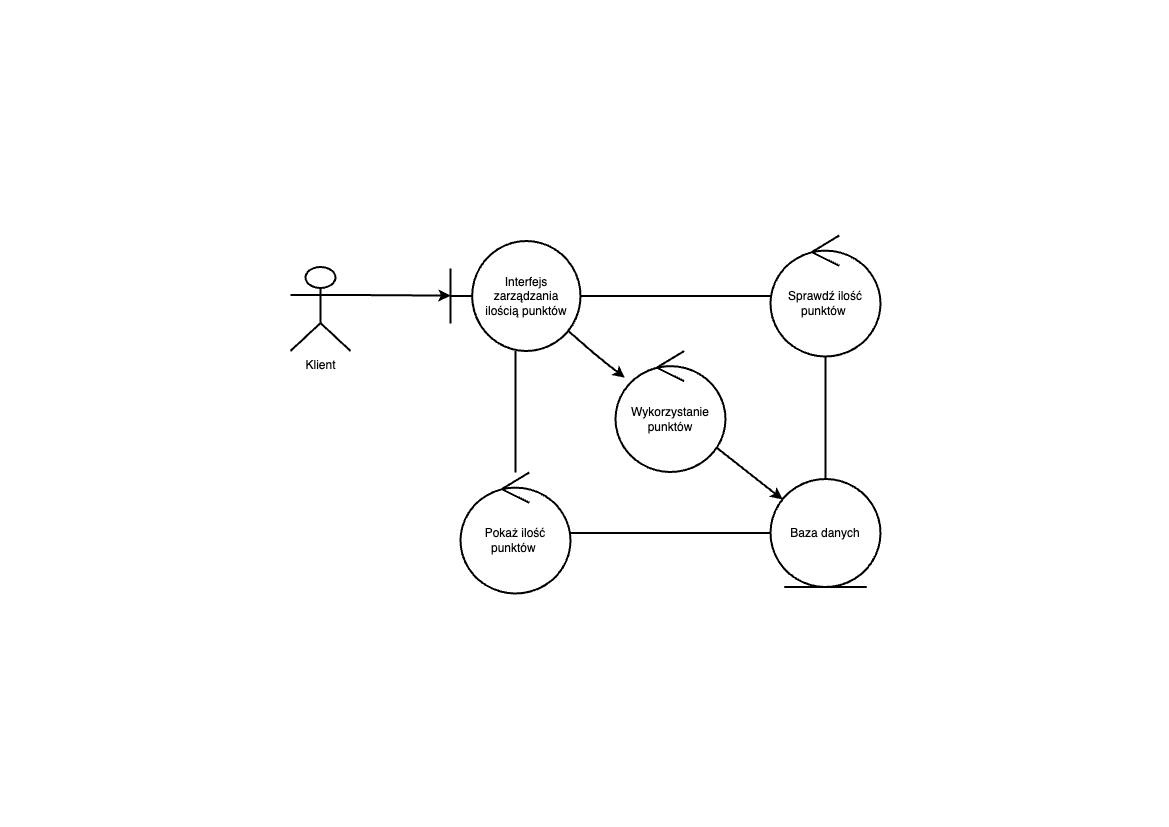 Interfejs
zarządzania
ilością punktów
Sprawdź ilość
punktów
Klient
Wykorzystanie
punktów
Pokaż ilość
punktów
Baza danych